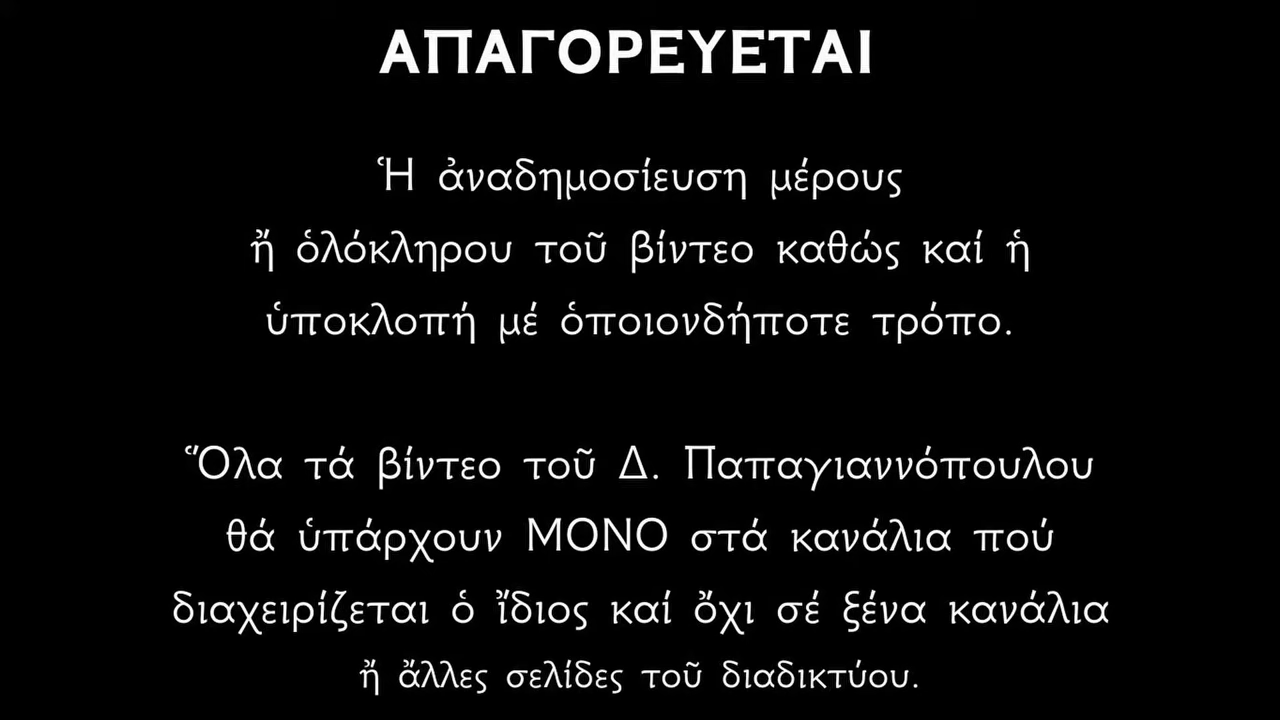 ΑΠΑΓΟΡΕΥΕΤΑΙ
Ἡ ἀναδημοσίευση μέρους
ἤ ὁλόκληρου τοῦ βίντεο καθώς καί ἡ
ὑποκλοπή μέ ὁποιονδήποτε τρόπο.
Ὅλα τά βίντεο τοῦ Δ. Παπαγιαννόπουλου
θά ὑπάρχουν ΜΟΝΟ στά κανάλια πού
διαχειρίζεται ὁ ἴδιος καί ὄχι σέ ξένα κανάλια
ἤ ἄλλες σελίδες τοῦ διαδικτύου.